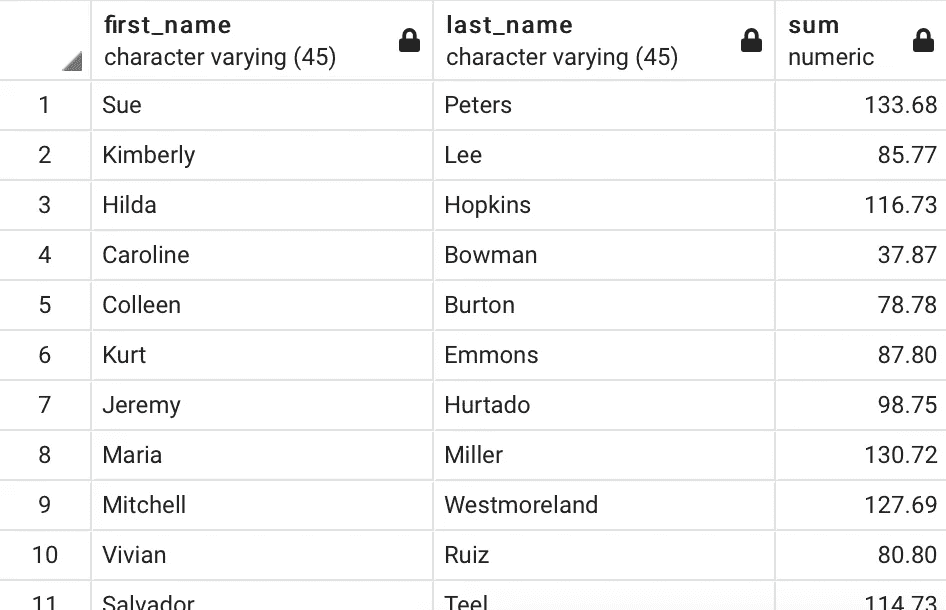 first_name last_name sum
character varying (45) character varying (45) numeric
1 Sue Peters 133.68
2 Kimberly Lee 85.77
3 Hilda Hopkins 116.73
4 Caroline Bowman 37.87
5 Colleen Burton 78.78
6 Kurt Emmons 87.80
7 Jeremy Hurtado 98.75
8 Maria Miller 130.72
9 Mitchell Westmoreland 127.69
10 Vivian Ruiz 80.80
11 Salvador Teel 114.73